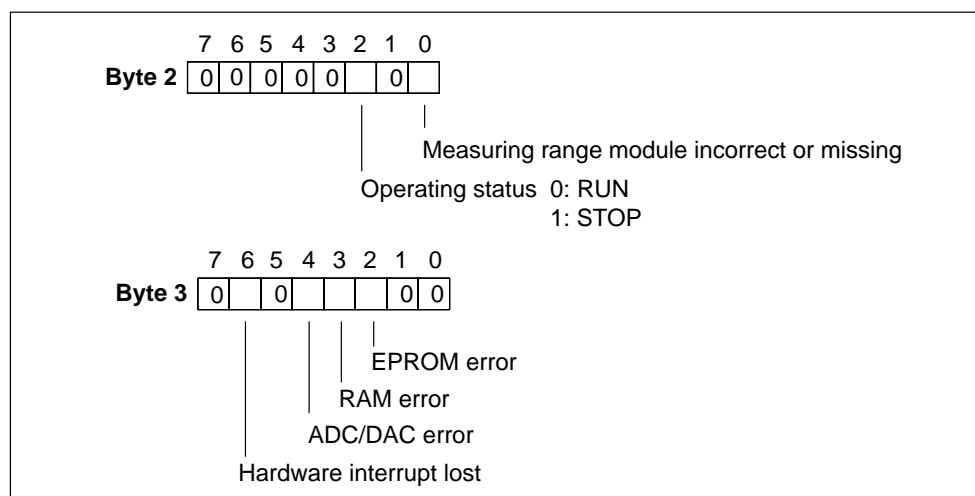 7 6 5 4 3 2 1 0
Byte 2 0 0 0 0 0 0
Measuring range module incorrect or missing
Operating status 0: RUN
1: STOP
7 6 5 4 3 2 1 0
Byte 3 0 0 0 0
EPROM error
RAM error
ADC/DAC error
Hardware interrupt lost